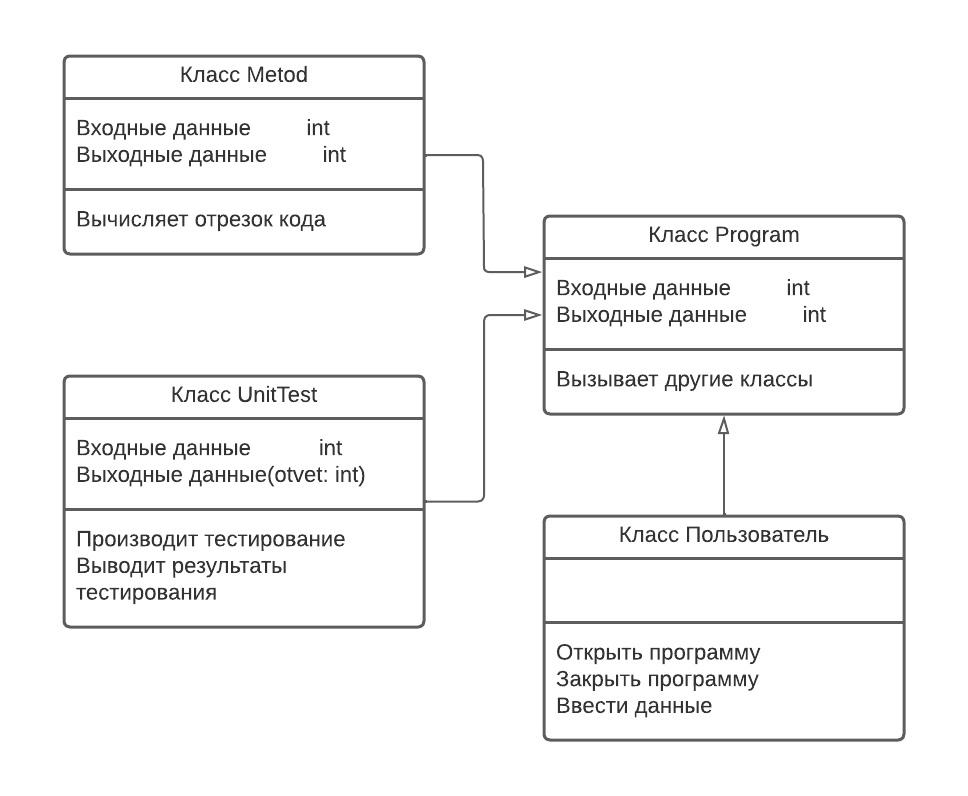 Класс Metod
Входные данные int
Выходные данные int
Вычисляет отрезок кода
Класс Program
Входные данные int
Выходные данные int
Вызывает другие классы
Класс UnitTest
Входные данные int
Выходные данные(otvet: int)
Производит тестирование
Выводит результаты
тестирования
Класс Пользователь
Открыть программу
Закрыть программу
Ввести данные